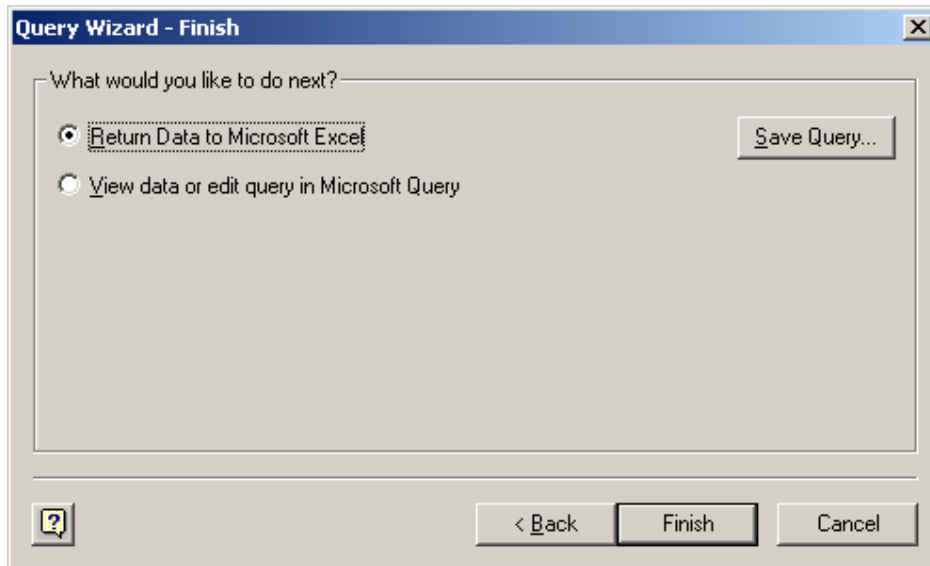 Query Wizard - Finish
What would you like to do next?
Return Data to Microsoft Excel
Save Query...
View data or edit query in Microsoft Query
?
< Back
Finish
Cancel